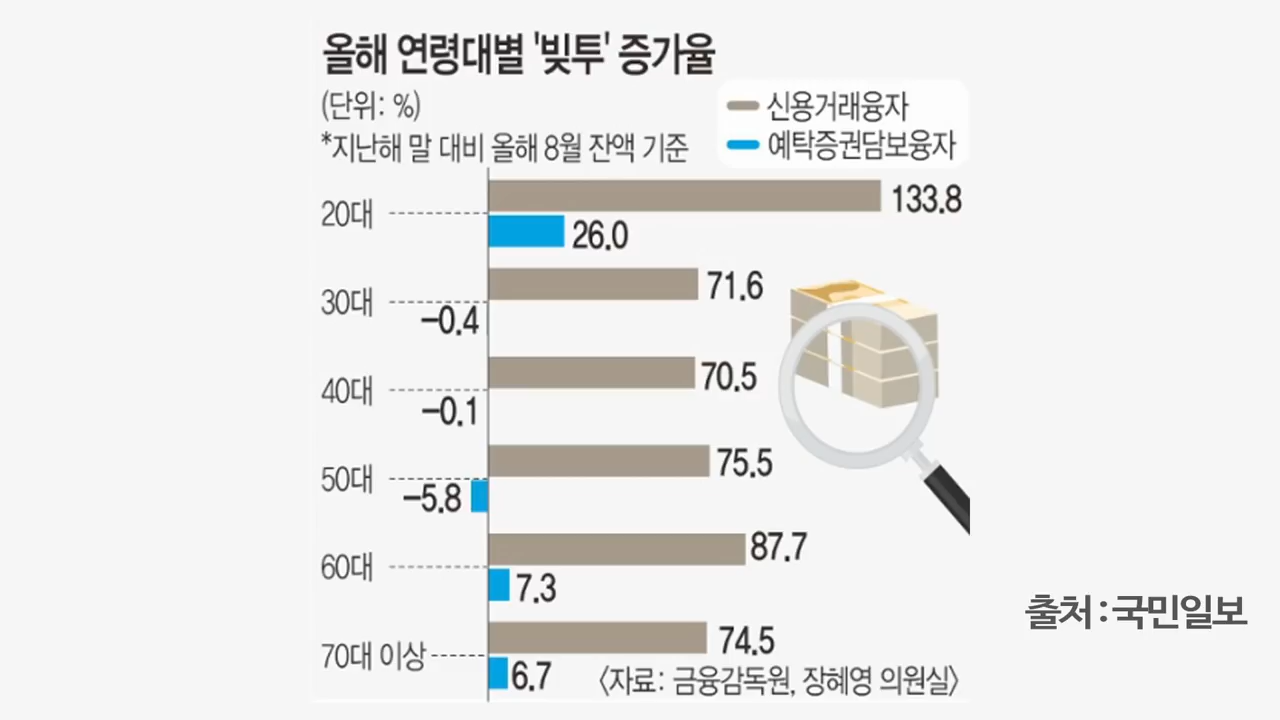 올해 연령대별 '빚투' 증가율
(단위: %)
*지난해 말 대비 올해 8월 잔액 기준
신용거래융자
예탁증권담보융자
20대
133.8
26.0
30대
71.6
−0.4
40대
70.5
−0.1
50대
75.5
−5.8
60대
87.7
7.3
70대 이상
74.5
6.7
〈자료: 금융감독원, 장혜영 의원실〉
출처 : 국민일보